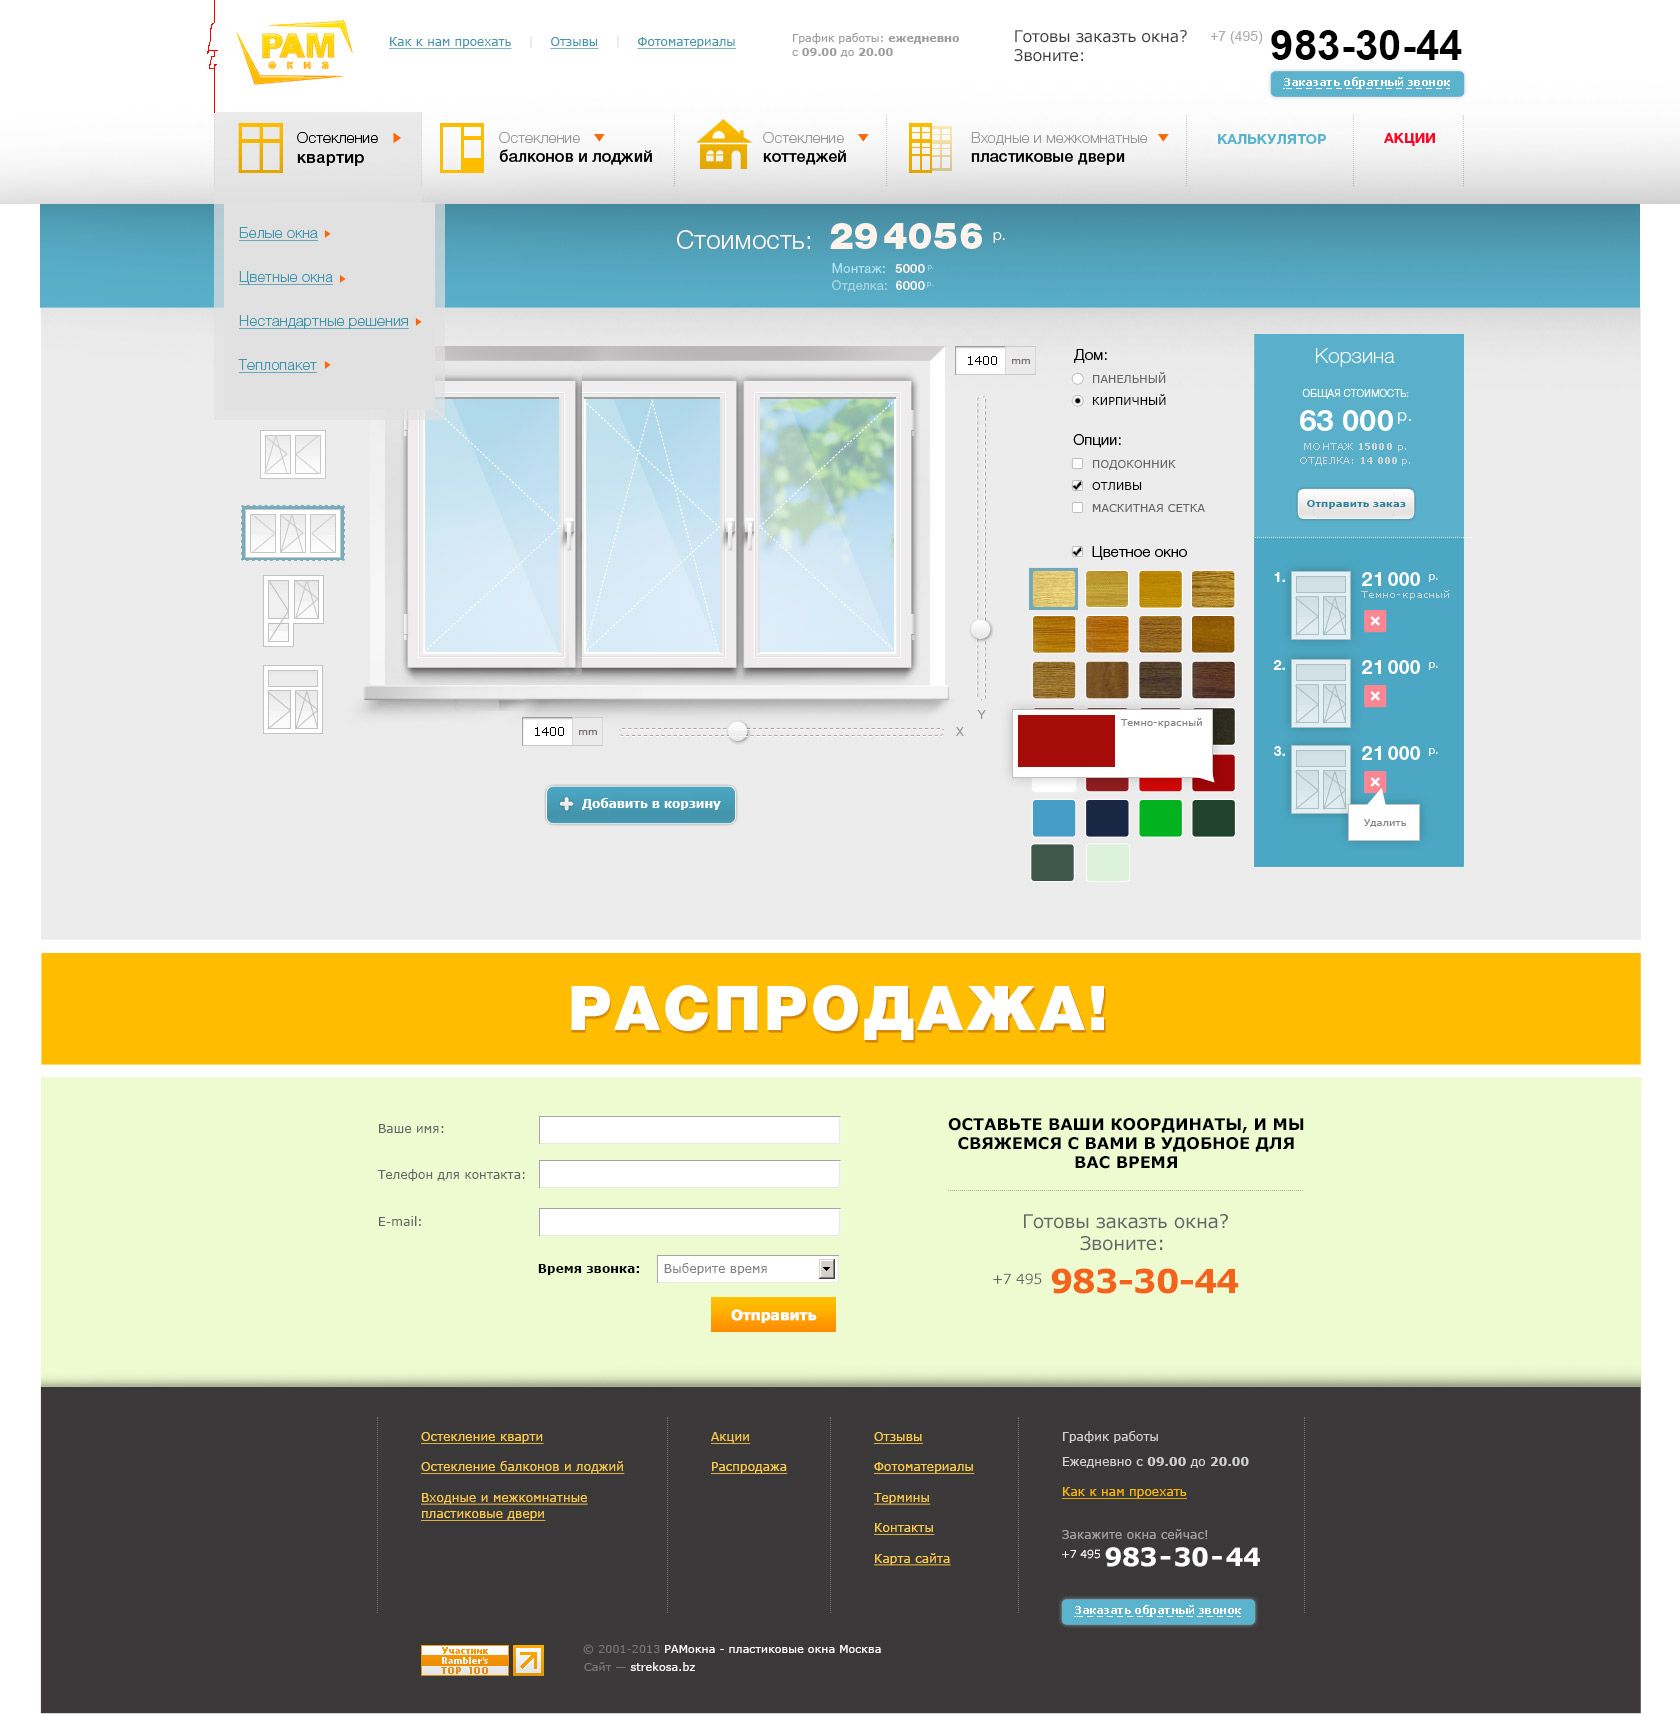 РАМ
ОКНА
Как к нам проехать
Отзывы
Фотоматериалы
График работы: ежедневно
с 09.00 до 20.00
Готовы заказть окна?
Звоните:
+7 (495) 983-30-44
Заказать обратный звонок
Остекление
квартир
Остекление
балконов и лоджий
Остекление
коттеджей
Входные и межкомнатные
пластиковые двери
КАЛЬКУЛЯТОР
АКЦИИ
Белые окна
Цветные окна
Нестандартные решения
Теплопакет
Стоимость: 29 4056 р.
Монтаж: 5000 р.
Отделка: 6000 р.
1400 mm
Y
1400 mm
X
Добавить в корзину
Дом:
ПАНЕЛЬНЫЙ
КИРПИЧНЫЙ
Опции:
ПОДОКОННИК
ОТЛИВЫ
МАСКИТНАЯ СЕТКА
Цветное окно
Темно-красный
Корзина
ОБЩАЯ СТОИМОСТЬ:
63 000 р.
МОНТАЖ 15000 р.
ОТДЕЛКА: 14 000 р.
Отправить заказ
1. 21 000 р.
Темно-красный
2. 21 000 р.
3. 21 000 р.
Удалить
РАСПРОДАЖА!
Ваше имя:
Телефон для контакта:
E-mail:
Время звонка: Выберите время
Отправить
ОСТАВЬТЕ ВАШИ КООРДИНАТЫ, И МЫ
СВЯЖЕМСЯ С ВАМИ В УДОБНОЕ ДЛЯ
ВАС ВРЕМЯ
Готовы заказть окна?
Звоните:
+7 495 983-30-44
Остекление кварти
Остекление балконов и лоджий
Входные и межкомнатные
пластиковые двери
Акции
Распродажа
Отзывы
Фотоматериалы
Термины
Контакты
Карта сайта
График работы
Ежедневно с 09.00 до 20.00
Как к нам проехать
Закажите окна сейчас!
+7 495 983-30-44
Заказать обратный звонок
Участник
Rambler's
TOP 100
© 2001-2013 РАМокна - пластиковые окна Москва
Сайт — strekosa.bz